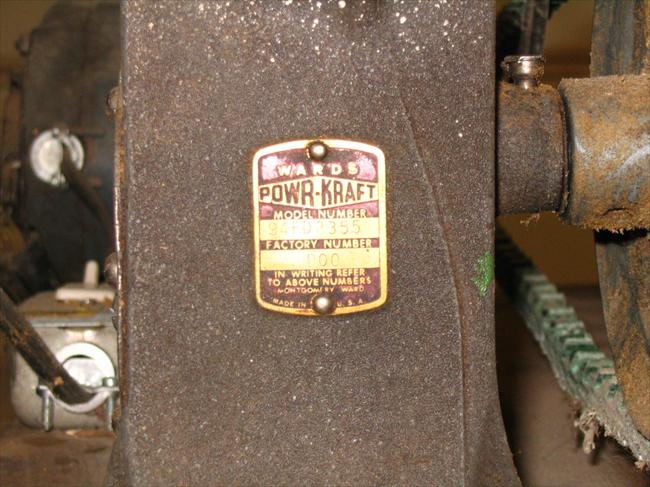 WARDS
POWR-KRAFT
MODEL NUMBER
FACTORY NUMBER
IN WRITING REFER
TO ABOVE NUMBERS
MONTGOMERY WARD
MADE IN U. S. A.